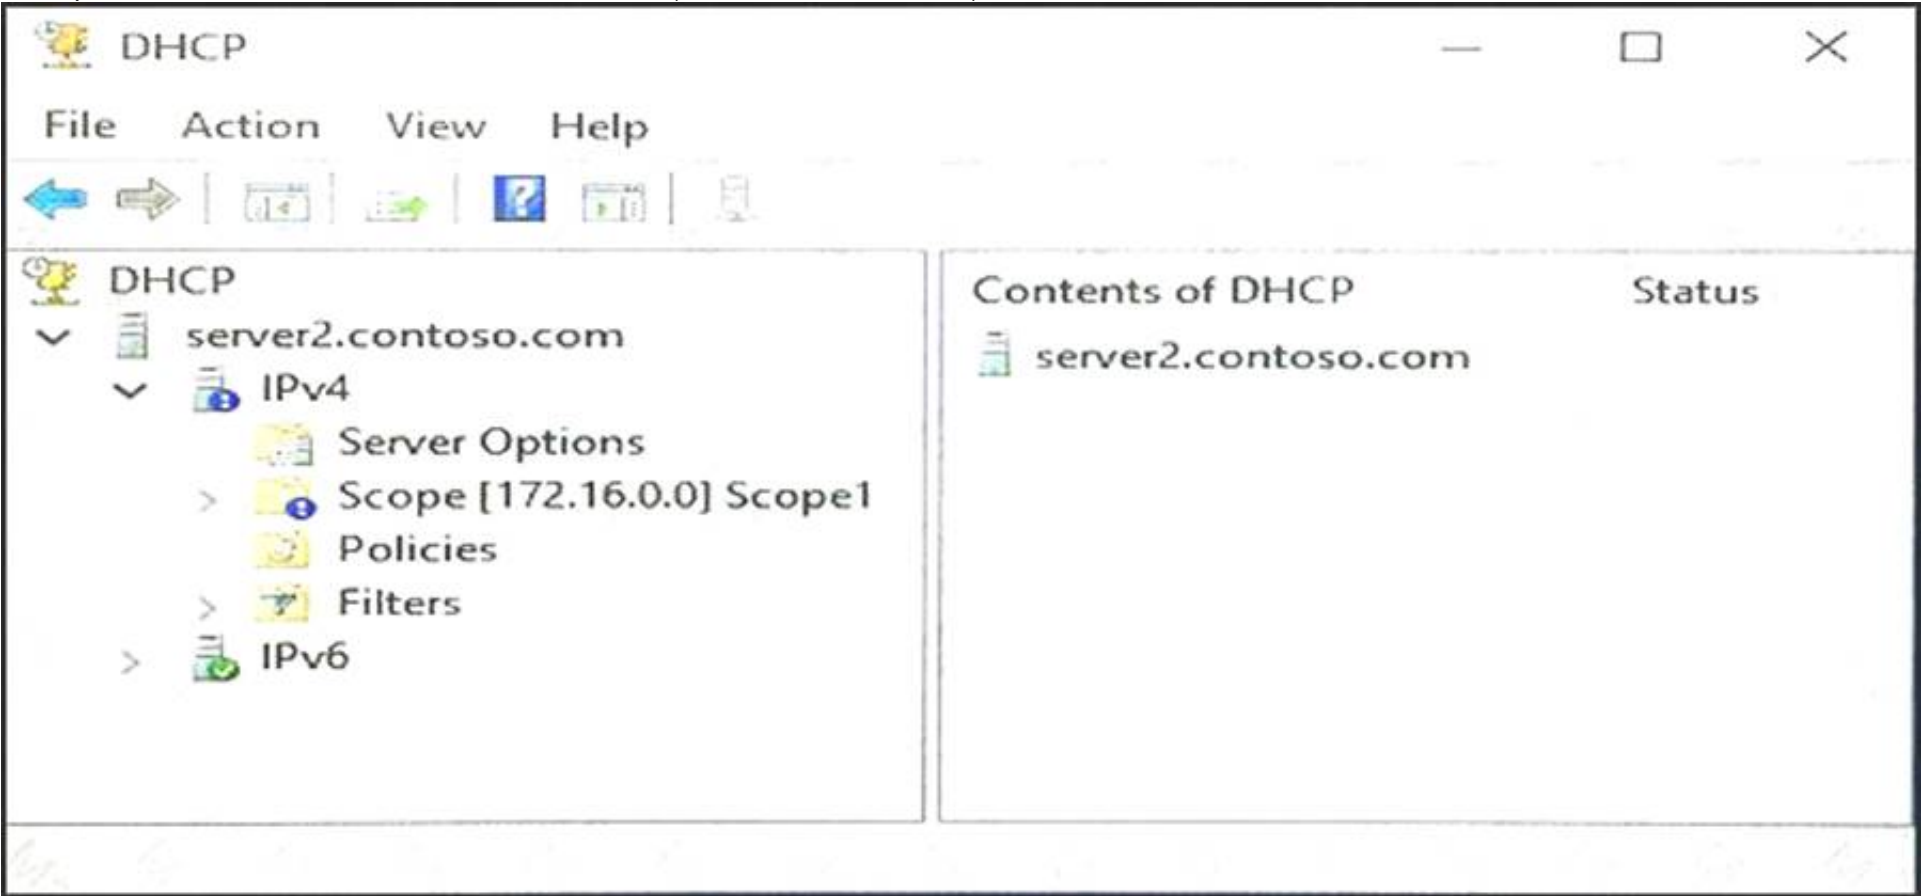 DHCP
File Action View Help
DHCP
server2.contoso.com
IPv4
Server Options
Scope [172.16.0.0] Scope1
Policies
Filters
IPv6
Contents of DHCP Status
server2.contoso.com